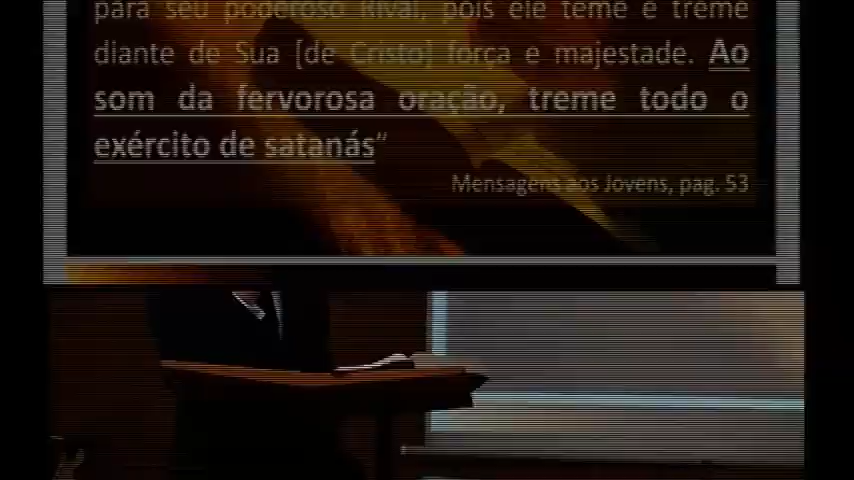 para seu poderoso Rival, pois ele teme e treme
diante de Sua [de Cristo] força e majestade. Ao
som da fervorosa oração, treme todo o
exército de satanás“
Mensagens aos Jovens, pag. 53